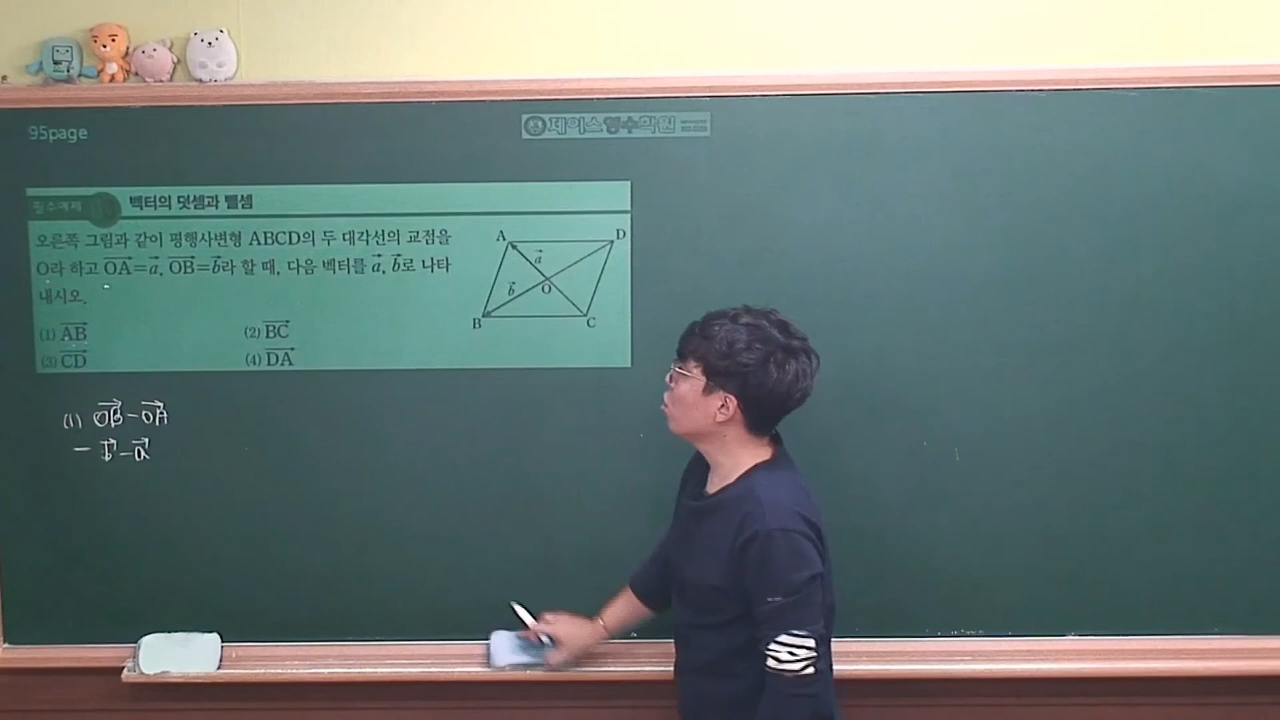 95page
제이스영수학원
필수예제
벡터의 덧셈과 뺄셈
오른쪽 그림과 같이 평행사변형 ABCD의 두 대각선의 교점을
O라 하고 OA=a, OB=b라 할 때, 다음 벡터를 a, b로 나타
내시오.
(1) AB (2) BC
(3) CD (4) DA
A D
a
b O
B C
(1) OB-OA
- b-a